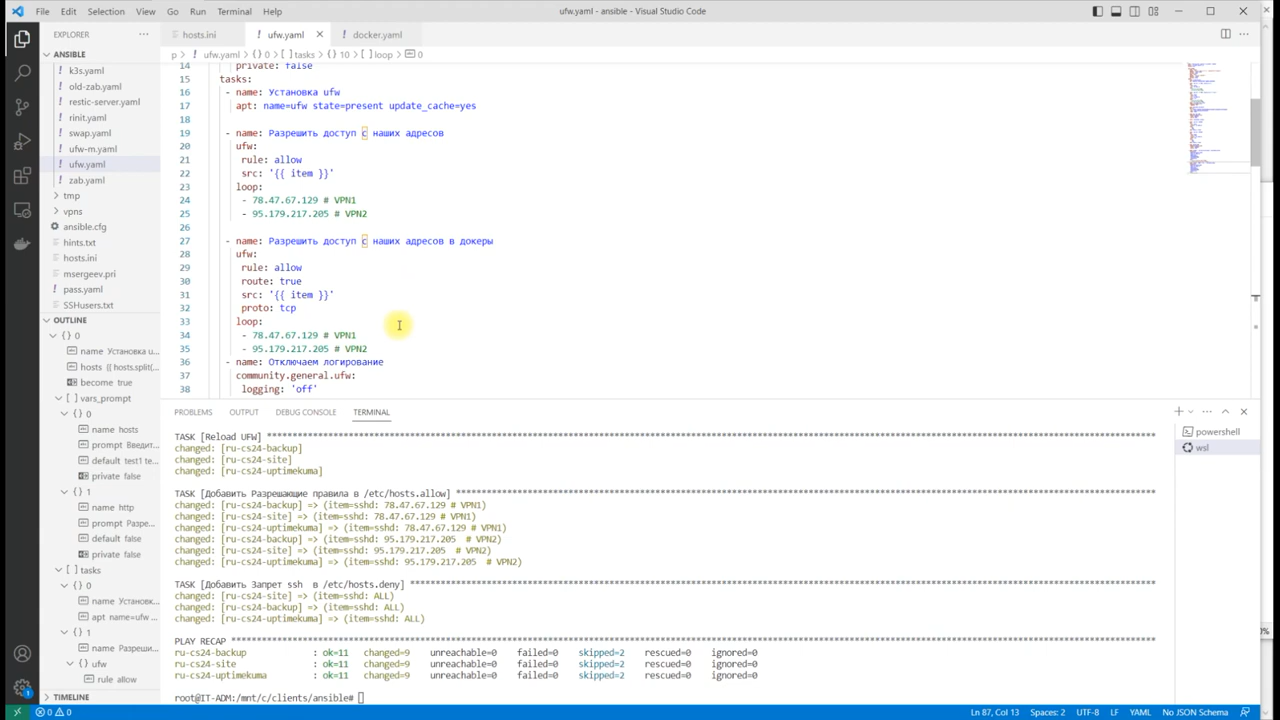 File Edit Selection View Go Run Terminal Help ufw.yaml - ansible - Visual Studio Code
EXPLORER
hosts.ini
ufw.yaml
docker.yaml
p > ufw.yaml > {} 0 > [ ] tasks > {} 10 > [ ] loop > 0
ANSIBLE
k3s.yaml
old-zab.yaml
restic-server.yaml
rinit.yaml
swap.yaml
ufw-m.yaml
ufw.yaml
zab.yaml
tmp
vpns
ansible.cfg
hints.txt
hosts.ini
msergeev.pri
pass.yaml
SSHusers.txt
OUTLINE
{} 0
name Установка u...
hosts {{ hosts.split(...
become true
[ ] vars_prompt
{} 0
name hosts
prompt Введит...
default test1 te...
private false
{} 1
name http
prompt Разре...
default false
private false
[ ] tasks
{} 0
name Установк...
apt name=ufw ...
{} 1
name Разреши...
ufw
rule allow
TIMELINE
14 private: false
15 tasks:
16 - name: Установка ufw
17 apt: name=ufw state=present update_cache=yes
18
19 - name: Разрешить доступ с наших адресов
20 ufw:
21 rule: allow
22 src: '{{ item }}'
23 loop:
24 - 78.47.67.129 # VPN1
25 - 95.179.217.205 # VPN2
26
27 - name: Разрешить доступ с наших адресов в докеры
28 ufw:
29 rule: allow
30 route: true
31 src: '{{ item }}'
32 proto: tcp
33 loop:
34 - 78.47.67.129 # VPN1
35 - 95.179.217.205 # VPN2
36 - name: Отключаем логирование
37 community.general.ufw:
38 logging: 'off'
PROBLEMS OUTPUT DEBUG CONSOLE TERMINAL
powershell
wsl
TASK [Reload UFW] ****************************************************************
changed: [ru-cs24-backup]
changed: [ru-cs24-site]
changed: [ru-cs24-uptimekuma]
TASK [Добавить Разрешающие правила в /etc/hosts.allow] ****************************************************************
changed: [ru-cs24-backup] => (item=sshd: 78.47.67.129 # VPN1)
changed: [ru-cs24-site] => (item=sshd: 78.47.67.129 # VPN1)
changed: [ru-cs24-uptimekuma] => (item=sshd: 78.47.67.129 # VPN1)
changed: [ru-cs24-backup] => (item=sshd: 95.179.217.205 # VPN2)
changed: [ru-cs24-site] => (item=sshd: 95.179.217.205 # VPN2)
changed: [ru-cs24-uptimekuma] => (item=sshd: 95.179.217.205 # VPN2)
TASK [Добавить Запрет ssh в /etc/hosts.deny] ****************************************************************
changed: [ru-cs24-site] => (item=sshd: ALL)
changed: [ru-cs24-backup] => (item=sshd: ALL)
changed: [ru-cs24-uptimekuma] => (item=sshd: ALL)
PLAY RECAP ****************************************************************
ru-cs24-backup : ok=11 changed=9 unreachable=0 failed=0 skipped=2 rescued=0 ignored=0
ru-cs24-site : ok=11 changed=9 unreachable=0 failed=0 skipped=2 rescued=0 ignored=0
ru-cs24-uptimekuma : ok=11 changed=9 unreachable=0 failed=0 skipped=2 rescued=0 ignored=0
root@IT-ADM:/mnt/c/clients/ansible#
0 0 Ln 87, Col 13 Spaces: 2 UTF-8 LF YAML No JSON Schema